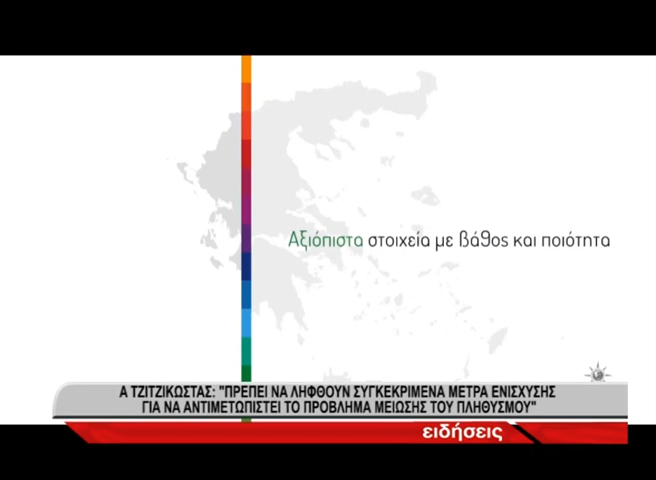 Αξιόπιστα στοιχεία με βάθος και ποιότητα
Α ΤΖΙΤΖΙΚΩΣΤΑΣ: "ΠΡΕΠΕΙ ΝΑ ΛΗΦΘΟΥΝ ΣΥΓΚΕΚΡΙΜΕΝΑ ΜΕΤΡΑ ΕΝΙΣΧΥΣΗΣ
ΓΙΑ ΝΑ ΑΝΤΙΜΕΤΩΠΙΣΤΕΙ ΤΟ ΠΡΟΒΛΗΜΑ ΜΕΙΩΣΗΣ ΤΟΥ ΠΛΗΘΥΣΜΟΥ"
ειδήσεις